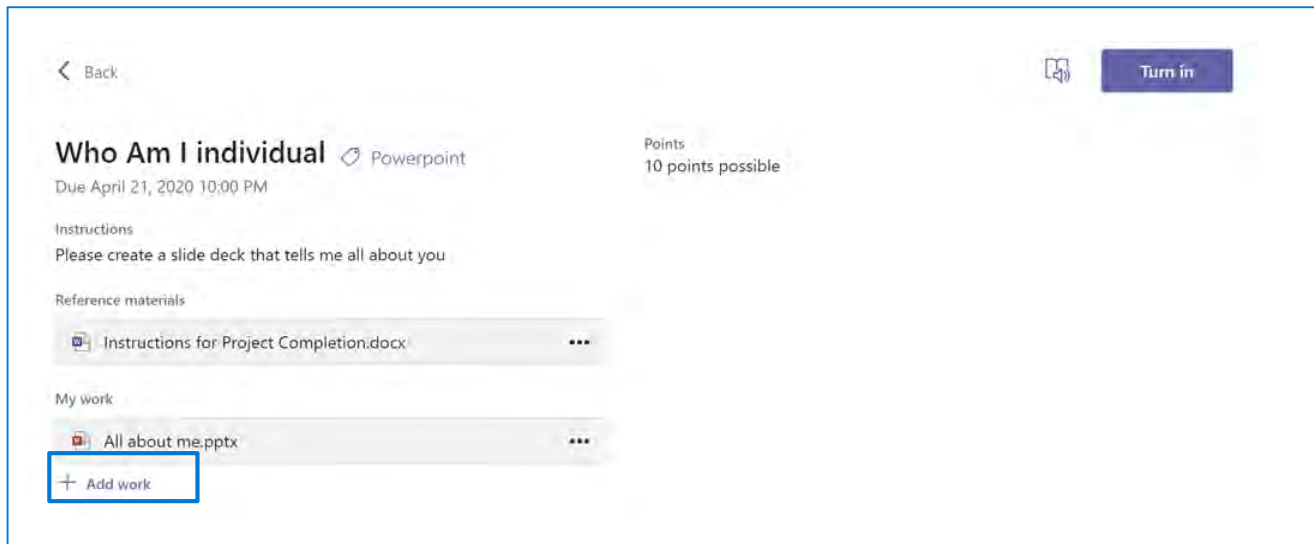 Back
Turn in
Who Am I individual Powerpoint
Due April 21, 2020 10:00 PM
Points
10 points possible
Instructions
Please create a slide deck that tells me all about you
Reference materials
Instructions for Project Completion.docx
My work
All about me.pptx
+ Add work